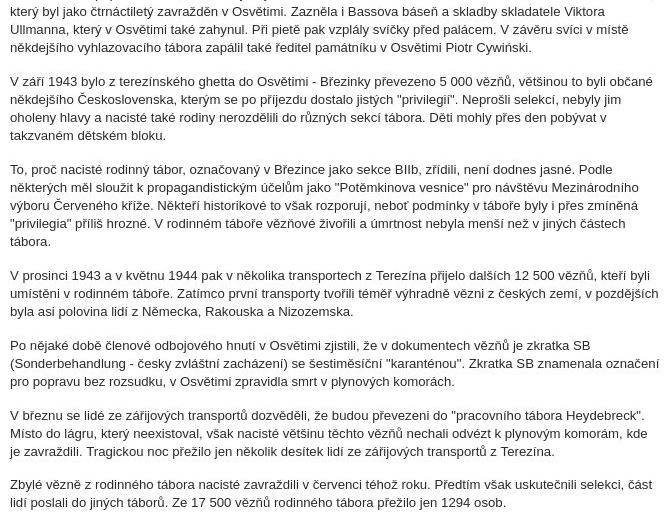 který byl jako čtrnáctiletý zavražděn v Osvětimi. Zazněla i Bassova báseň a skladby skladatele Viktora
Ullmanna, který v Osvětimi také zahynul. Při pietě pak vzplály svíčky před palácem. V závěru svíci v místě
někdejšího vyhlazovacího tábora zapálil také ředitel památníku v Osvětimi Piotr Cywiński.
V září 1943 bylo z terezínského ghetta do Osvětimi - Březinky převezeno 5 000 vězňů, většinou to byli občané
někdejšího Československa, kterým se po příjezdu dostalo jistých "privilegií". Neprošli selekcí, nebyly jim
oholeny hlavy a nacisté také rodiny nerozdělili do různých sekcí tábora. Děti mohly přes den pobývat v
takzvaném dětském bloku.
To, proč nacisté rodinný tábor, označovaný v Březince jako sekce BIIb, zřídili, není dodnes jasné. Podle
některých měl sloužit k propagandistickým účelům jako "Potěmkinova vesnice" pro návštěvu Mezinárodního
výboru Červeného kříže. Někteří historikové to však rozporují, neboť podmínky v táboře byly i přes zmíněná
"privilegia" příliš hrozné. V rodinném táboře vězňové živořili a úmrtnost nebyla menší než v jiných částech
tábora.
V prosinci 1943 a v květnu 1944 pak v několika transportech z Terezína přijelo dalších 12 500 vězňů, kteří byli
umístěni v rodinném táboře. Zatímco první transporty tvořili téměř výhradně vězni z českých zemí, v pozdějších
byla asi polovina lidí z Německa, Rakouska a Nizozemska.
Po nějaké době členové odbojového hnutí v Osvětimi zjistili, že v dokumentech vězňů je zkratka SB
(Sonderbehandlung - česky zvláštní zacházení) se šestiměsíční "karanténou". Zkratka SB znamenala označení
pro popravu bez rozsudku, v Osvětimi zpravidla smrt v plynových komorách.
V březnu se lidé ze zářijových transportů dozvěděli, že budou převezeni do "pracovního tábora Heydebreck".
Místo do lágru, který neexistoval, však nacisté většinu těchto vězňů nechali odvézt k plynovým komorám, kde
je zavraždili. Tragickou noc přežilo jen několik desítek lidí ze zářijových transportů z Terezína.
Zbylé vězně z rodinného tábora nacisté zavraždili v červenci téhož roku. Předtím však uskutečnili selekci, část
lidí poslali do jiných táborů. Ze 17 500 vězňů rodinného tábora přežilo jen 1294 osob.